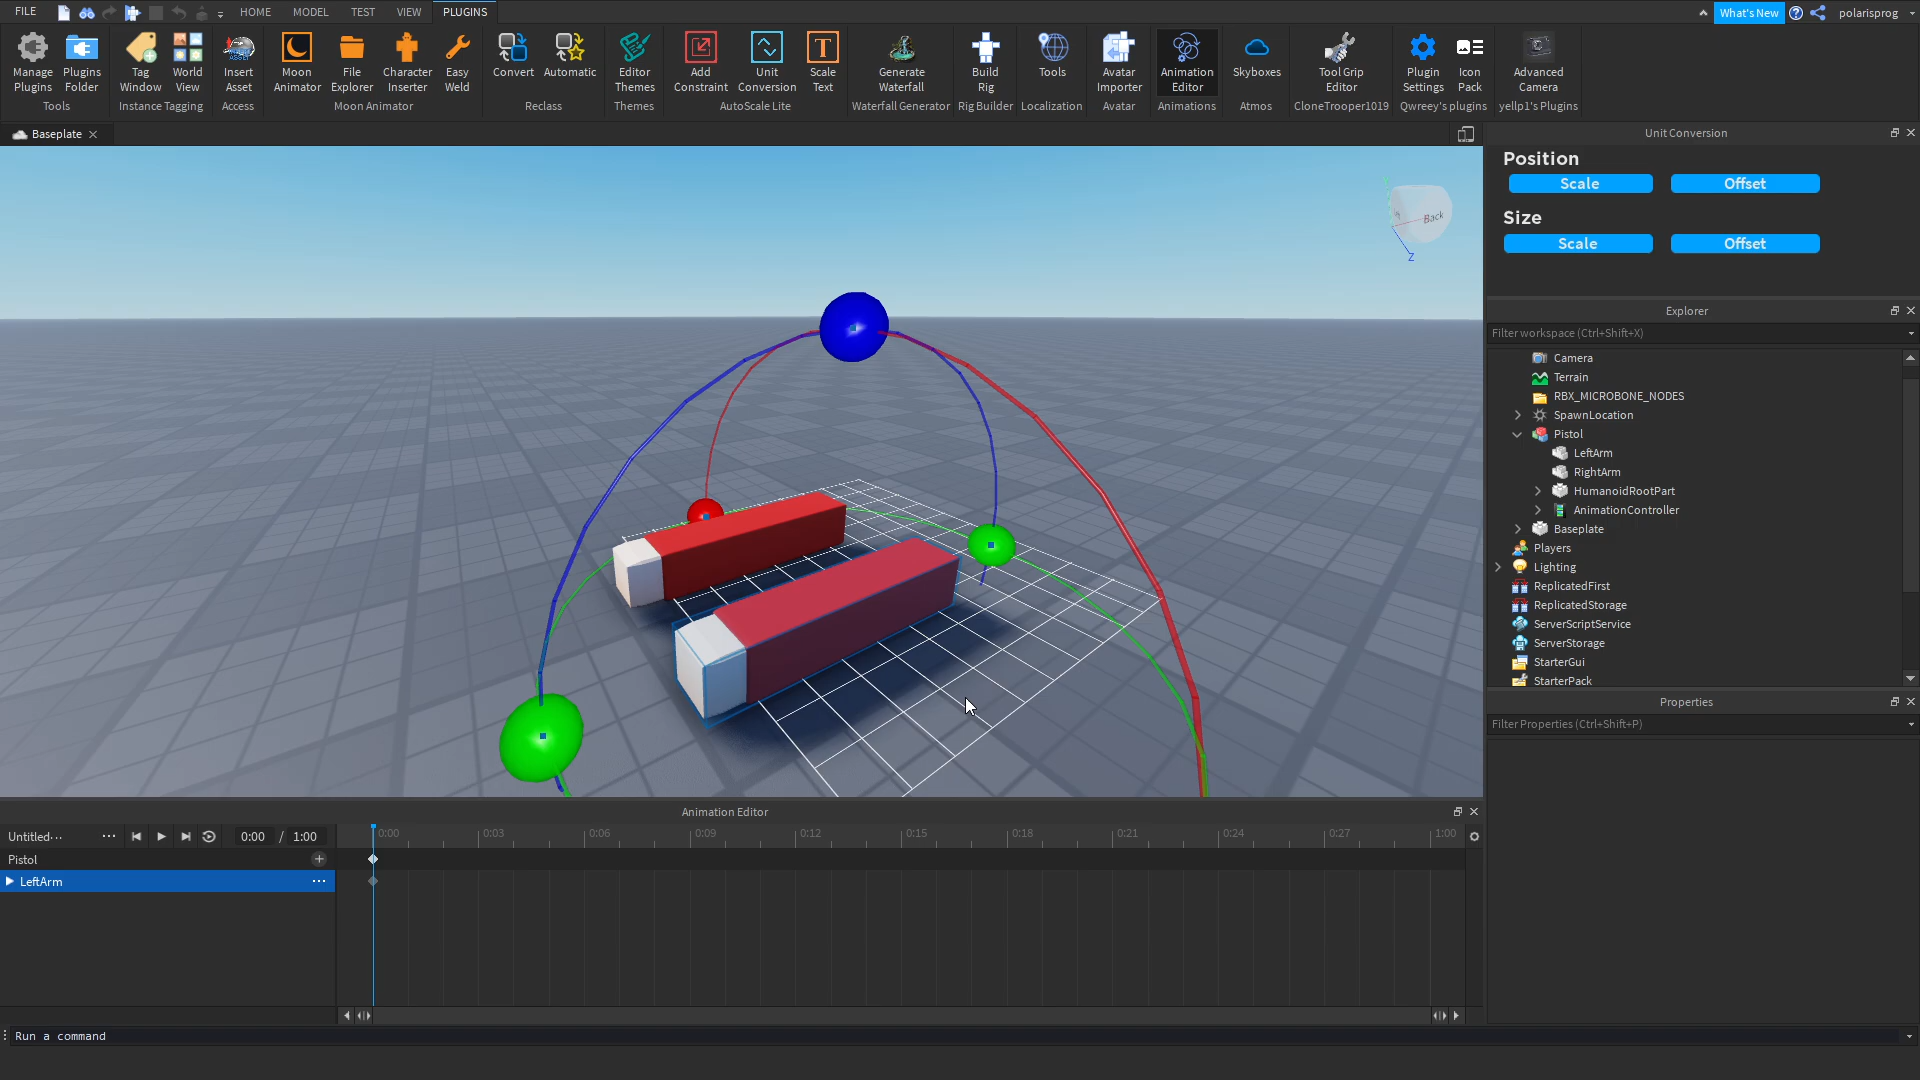 FILE HOME MODEL TEST VIEW PLUGINS What's New polarisprog
Manage Plugins
Plugins Folder
Tools
Tag Window
World View
Instance Tagging
Insert Asset
Access
Moon Animator
File Explorer
Character Inserter
Easy Weld
Moon Animator
Convert
Automatic
Reclass
Editor Themes
Themes
Add Constraint
Unit Conversion
Scale Text
AutoScale Lite
Generate Waterfall
Waterfall Generator
Build Rig
Rig Builder
Tools
Localization
Avatar Importer
Avatar
Animation Editor
Animations
Skyboxes
Atmos
Tool Grip Editor
CloneTrooper1019
Plugin Settings
Icon Pack
Qwreey's plugins
Advanced Camera
yellp1's Plugins
Baseplate
Back
Z
Unit Conversion
Position
Scale Offset
Size
Scale Offset
Explorer
Filter workspace (Ctrl+Shift+X)
Camera
Terrain
RBX_MICROBONE_NODES
SpawnLocation
Pistol
LeftArm
RightArm
HumanoidRootPart
AnimationController
Baseplate
Players
Lighting
ReplicatedFirst
ReplicatedStorage
ServerScriptService
ServerStorage
StarterGui
StarterPack
Properties
Filter Properties (Ctrl+Shift+P)
Animation Editor
Untitled··· 0:00 / 1:00 0:00 0:03 0:06 0:09 0:12 0:15 0:18 0:21 0:24 0:27 1:00
Pistol
LeftArm
Run a command